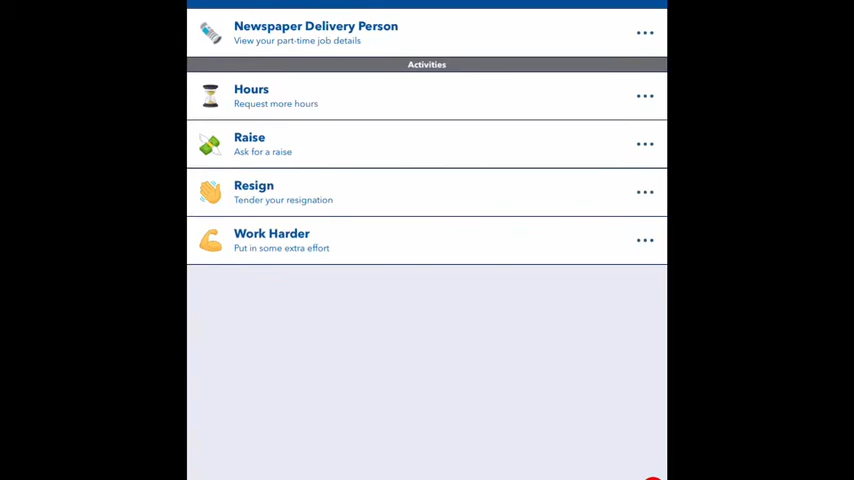 Newspaper Delivery Person
View your part-time job details
Activities
Hours
Request more hours
Raise
Ask for a raise
Resign
Tender your resignation
Work Harder
Put in some extra effort